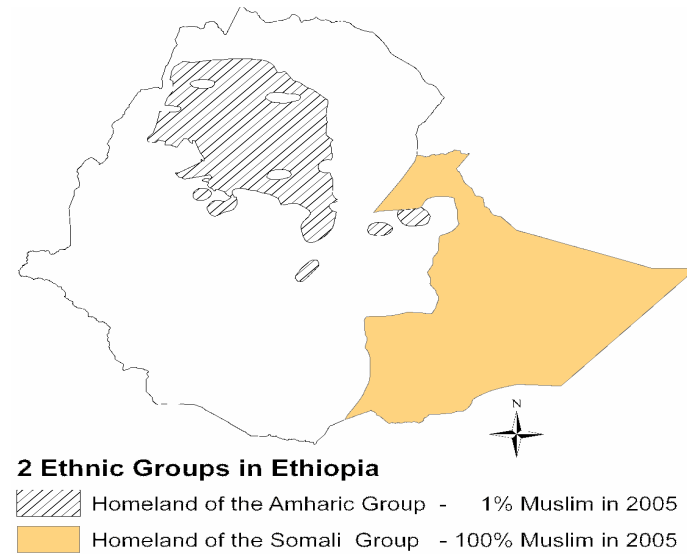 N
2 Ethnic Groups in Ethiopia
Homeland of the Amharic Group - 1% Muslim in 2005
Homeland of the Somali Group - 100% Muslim in 2005